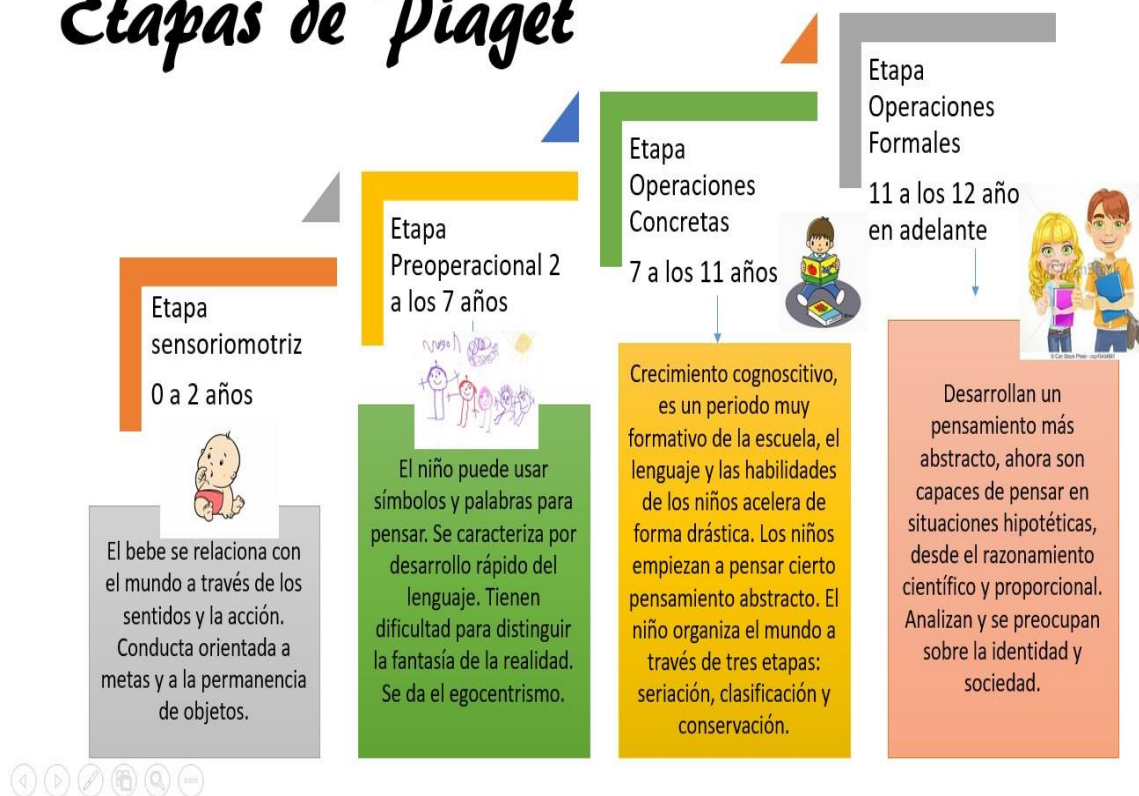 Etapas de Piaget
Etapa
sensoriomotriz
0 a 2 años
El bebe se relaciona con
el mundo a través de los
sentidos y la acción.
Conducta orientada a
metas y a la permanencia
de objetos.
Etapa
Preoperacional 2
a los 7 años
El niño puede usar
símbolos y palabras para
pensar. Se caracteriza por
desarrollo rápido del
lenguaje. Tienen
dificultad para distinguir
la fantasía de la realidad.
Se da el egocentrismo.
Etapa
Operaciones
Concretas
7 a los 11 años
Crecimiento cognoscitivo,
es un periodo muy
formativo de la escuela, el
lenguaje y las habilidades
de los niños acelera de
forma drástica. Los niños
empiezan a pensar cierto
pensamiento abstracto. El
niño organiza el mundo a
través de tres etapas:
seriación, clasificación y
conservación.
Etapa
Operaciones
Formales
11 a los 12 año
en adelante
Desarrollan un
pensamiento más
abstracto, ahora son
capaces de pensar en
situaciones hipotéticas,
desde el razonamiento
científico y proporcional.
Analizan y se preocupan
sobre la identidad y
sociedad.